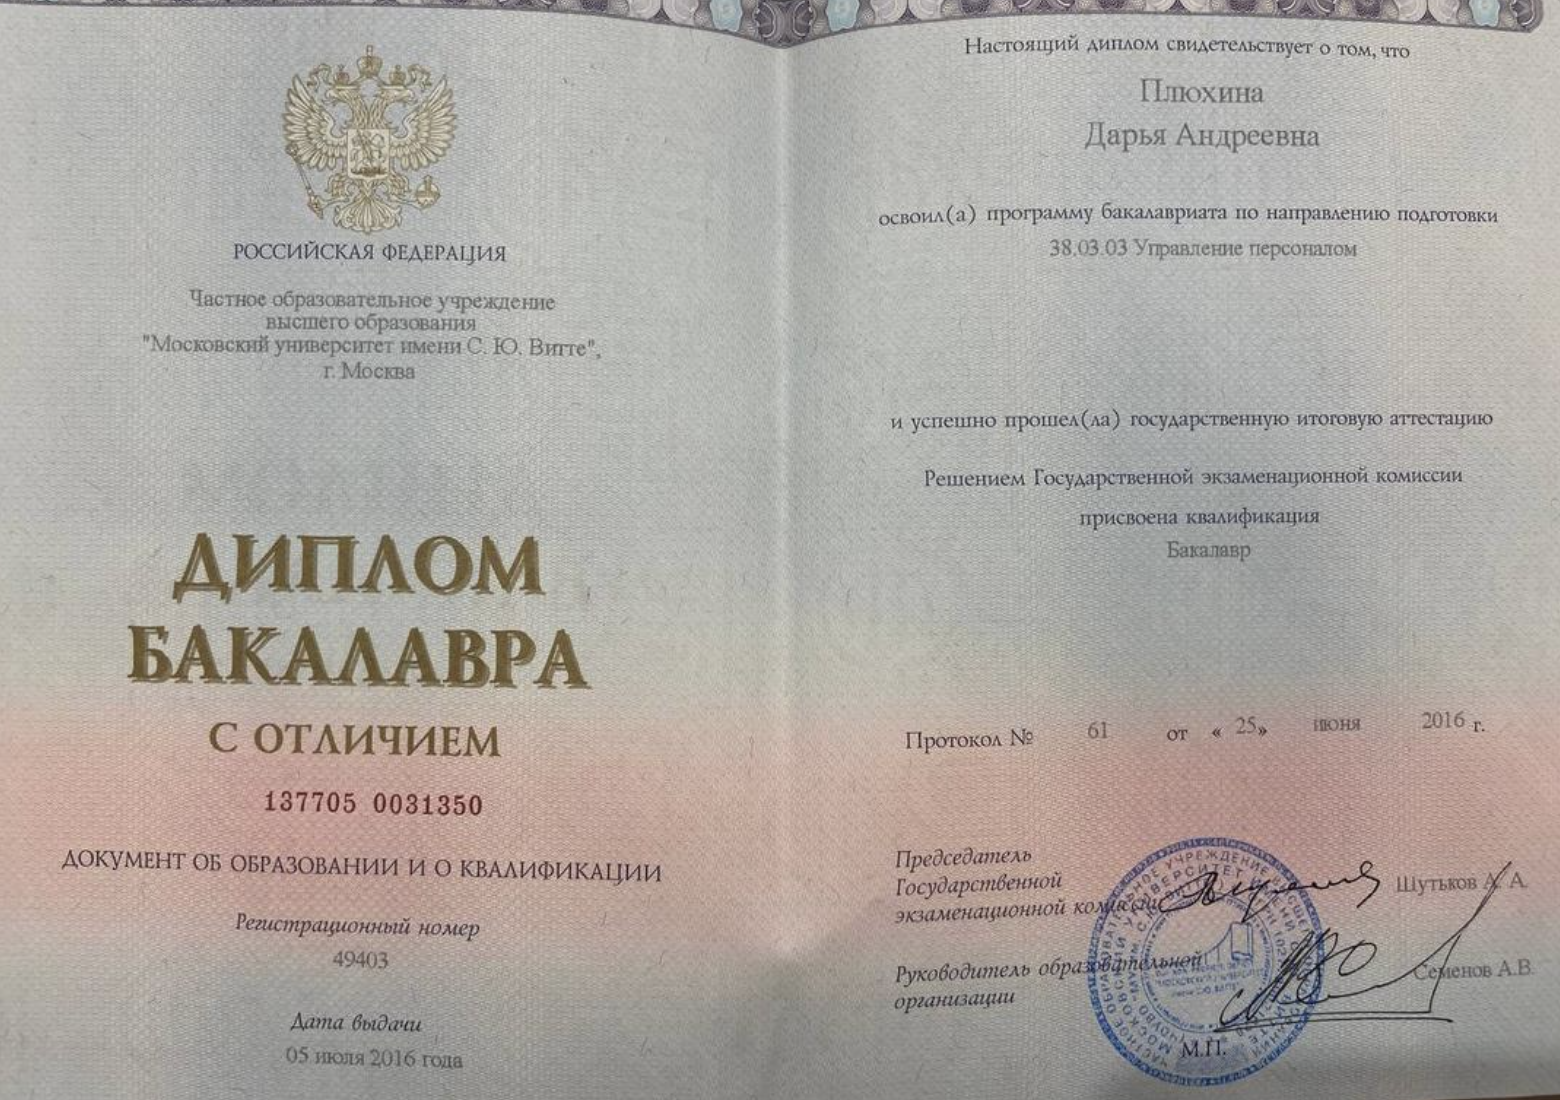 РОССИЙСКАЯ ФЕДЕРАЦИЯ
Частное образовательное учреждение
высшего образования
"Московский университет имени С. Ю. Витте",
г. Москва
ДИПЛОМ
БАКАЛАВРА
С ОТЛИЧИЕМ
137705 0031350
ДОКУМЕНТ ОБ ОБРАЗОВАНИИ И О КВАЛИФИКАЦИИ
Регистрационный номер
49403
Дата выдачи
05 июля 2016 года
Настоящий диплом свидетельствует о том, что
Плюхина
Дарья Андреевна
освоил(а) программу бакалавриата по направлению подготовки
38.03.03 Управление персоналом
и успешно прошел(ла) государственную итоговую аттестацию
Решением Государственной экзаменационной комиссии
присвоена квалификация
Бакалавр
Протокол № 61 от « 25» июня 2016 г.
Председатель
Государственной
экзаменационной комиссии Шутьков А. А.
Руководитель образовательной
организации Семенов А.В.
М.П.